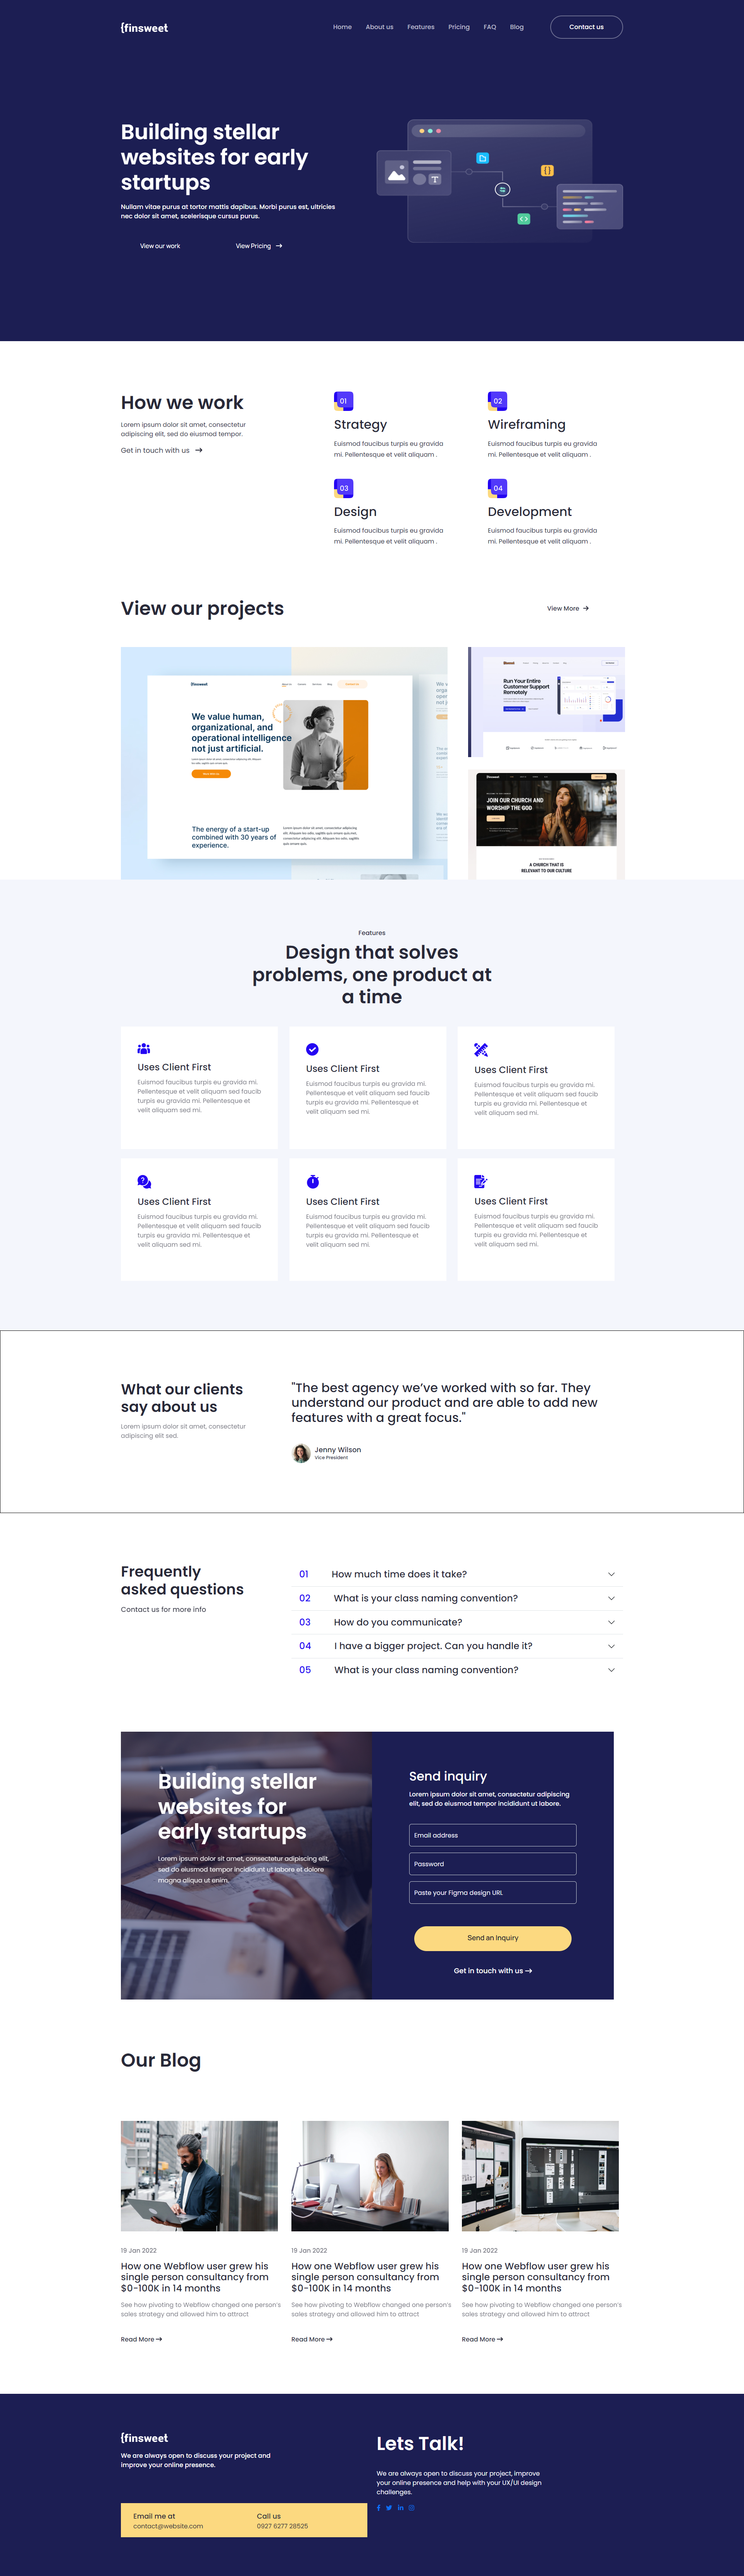 {finsweet
Home About us Features Pricing FAQ Blog Contact us
Building stellar
websites for early
startups
Nullam vitae purus at tortor mattis dapibus. Morbi purus est, ultricies
nec dolor sit amet, scelerisque cursus purus.
View our work View Pricing →
How we work
Lorem ipsum dolor sit amet, consectetur
adipiscing elit, sed do eiusmod tempor.
Get in touch with us →
01
Strategy
Euismod faucibus turpis eu gravida
mi. Pellentesque et velit aliquam .
02
Wireframing
Euismod faucibus turpis eu gravida
mi. Pellentesque et velit aliquam .
03
Design
Euismod faucibus turpis eu gravida
mi. Pellentesque et velit aliquam .
04
Development
Euismod faucibus turpis eu gravida
mi. Pellentesque et velit aliquam .
View our projects
View More →
{finsweet
We value human,
organizational, and
operational intelligence
not just artificial.
The energy of a start-up
combined with 30 years of
experience.
Run Your Entire
Customer Support
Remotely
JOIN OUR CHURCH AND
WORSHIP THE GOD
A CHURCH THAT IS
RELEVANT TO OUR CULTURE
Features
Design that solves
problems, one product at
a time
Uses Client First
Euismod faucibus turpis eu gravida mi.
Pellentesque et velit aliquam sed faucib
turpis eu gravida mi. Pellentesque et
velit aliquam sed mi.
Uses Client First
Euismod faucibus turpis eu gravida mi.
Pellentesque et velit aliquam sed faucib
turpis eu gravida mi. Pellentesque et
velit aliquam sed mi.
Uses Client First
Euismod faucibus turpis eu gravida mi.
Pellentesque et velit aliquam sed faucib
turpis eu gravida mi. Pellentesque et
velit aliquam sed mi.
Uses Client First
Euismod faucibus turpis eu gravida mi.
Pellentesque et velit aliquam sed faucib
turpis eu gravida mi. Pellentesque et
velit aliquam sed mi.
Uses Client First
Euismod faucibus turpis eu gravida mi.
Pellentesque et velit aliquam sed faucib
turpis eu gravida mi. Pellentesque et
velit aliquam sed mi.
Uses Client First
Euismod faucibus turpis eu gravida mi.
Pellentesque et velit aliquam sed faucib
turpis eu gravida mi. Pellentesque et
velit aliquam sed mi.
What our clients
say about us
Lorem ipsum dolor sit amet, consectetur
adipiscing elit sed.
"The best agency we’ve worked with so far. They
understand our product and are able to add new
features with a great focus."
Jenny Wilson
Vice President
Frequently
asked questions
Contact us for more info
01 How much time does it take?
02 What is your class naming convention?
03 How do you communicate?
04 I have a bigger project. Can you handle it?
05 What is your class naming convention?
Building stellar
websites for
early startups
Lorem ipsum dolor sit amet, consectetur adipiscing elit,
sed do eiusmod tempor incididunt ut labore et dolore
magna aliqua ut enim.
Send inquiry
Lorem ipsum dolor sit amet, consectetur adipiscing
elit, sed do eiusmod tempor incididunt ut labore.
Email address
Password
Paste your Figma design URL
Send an Inquiry
Get in touch with us →
Our Blog
19 Jan 2022
How one Webflow user grew his
single person consultancy from
$0-100K in 14 months
See how pivoting to Webflow changed one person’s
sales strategy and allowed him to attract
Read More →
19 Jan 2022
How one Webflow user grew his
single person consultancy from
$0-100K in 14 months
See how pivoting to Webflow changed one person’s
sales strategy and allowed him to attract
Read More →
19 Jan 2022
How one Webflow user grew his
single person consultancy from
$0-100K in 14 months
See how pivoting to Webflow changed one person’s
sales strategy and allowed him to attract
Read More →
{finsweet
We are always open to discuss your project and
improve your online presence.
Email me at
contact@website.com
Call us
0927 6277 28525
Lets Talk!
We are always open to discuss your project, improve
your online presence and help with your UX/UI design
challenges.